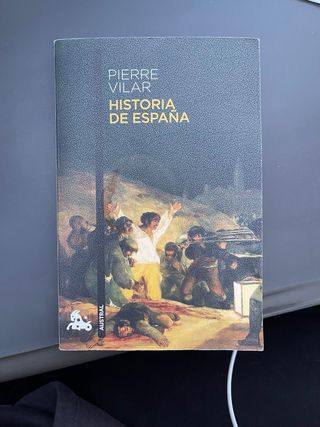 PIERRE
VILAR
HISTORIA
DE ESPAÑA
AUSTRAL